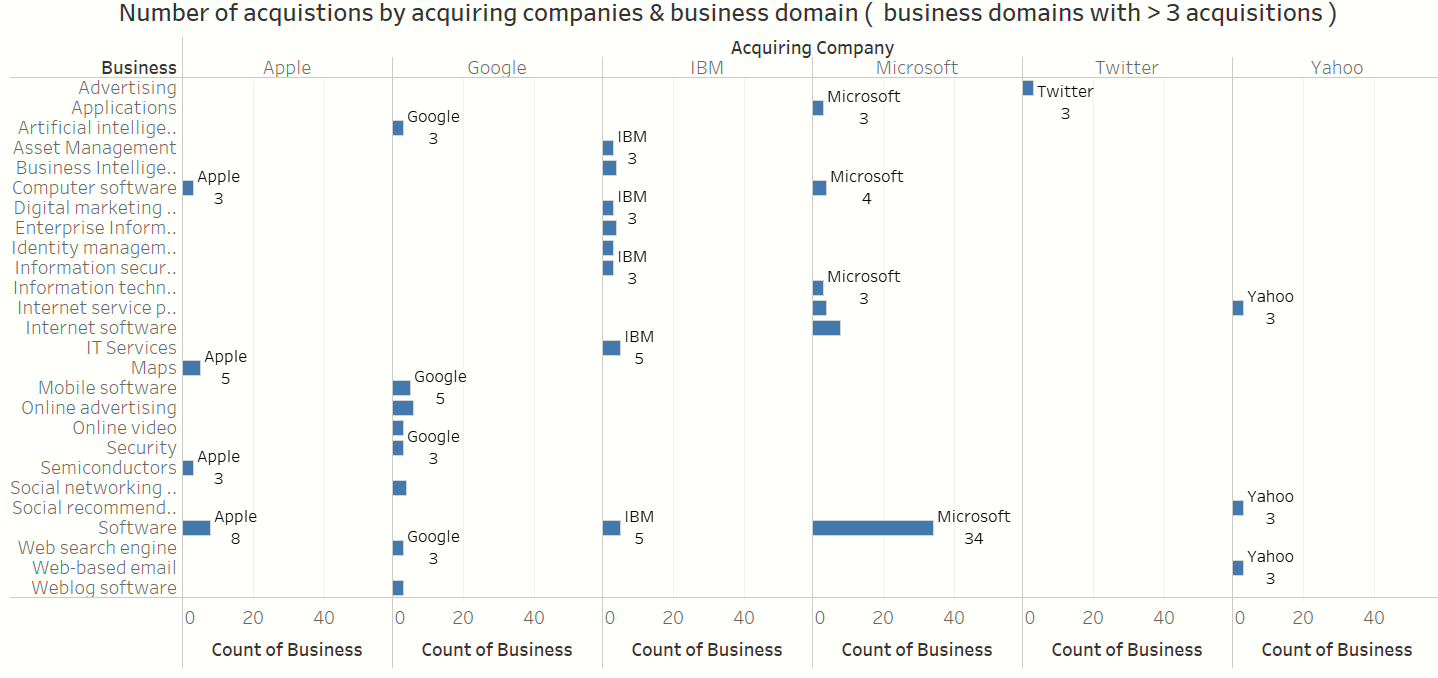 Number of acquistions by acquiring companies & business domain (  business domains with > 3 acquisitions )
Acquiring Company
Business Apple Google IBM Microsoft Twitter Yahoo
Advertising
Applications
Artificial intellige..
Asset Management
Business Intellige..
Computer software
Digital marketing ..
Enterprise Inform..
Identity managem..
Information secur..
Information techn..
Internet service p..
Internet software
IT Services
Maps
Mobile software
Online advertising
Online video
Security
Semiconductors
Social networking ..
Social recommend..
Software
Web search engine
Web-based email
Weblog software
Apple
3
Apple
5
Apple
3
Apple
8
Google
3
Google
5
Google
3
Google
3
IBM
3
IBM
3
IBM
3
IBM
5
IBM
5
Microsoft
3
Microsoft
4
Microsoft
3
Microsoft
34
Twitter
3
Yahoo
3
Yahoo
3
Yahoo
3
0 20 40 0 20 40 0 20 40 0 20 40 0 20 40 0 20 40
Count of Business Count of Business Count of Business Count of Business Count of Business Count of Business